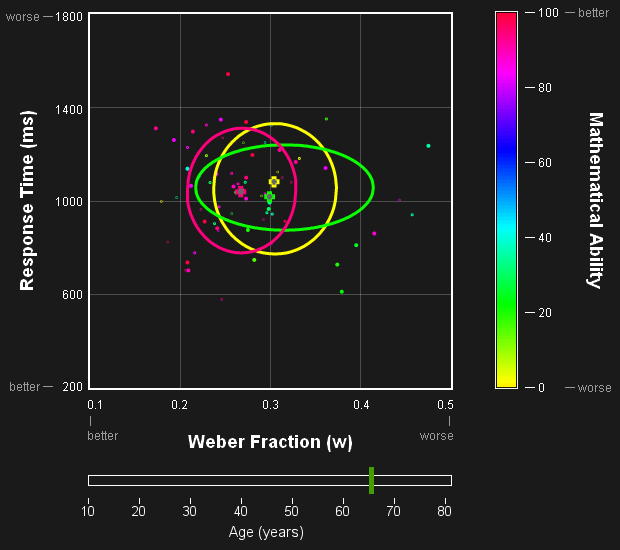 worse
1800
1400
1000
600
200
better
Response Time (ms)
0.1 0.2 0.3 0.4 0.5
better
worse
Weber Fraction (w)
100
80
60
40
20
0
better
worse
Mathematical Ability
10 20 30 40 50 60 70 80
Age (years)